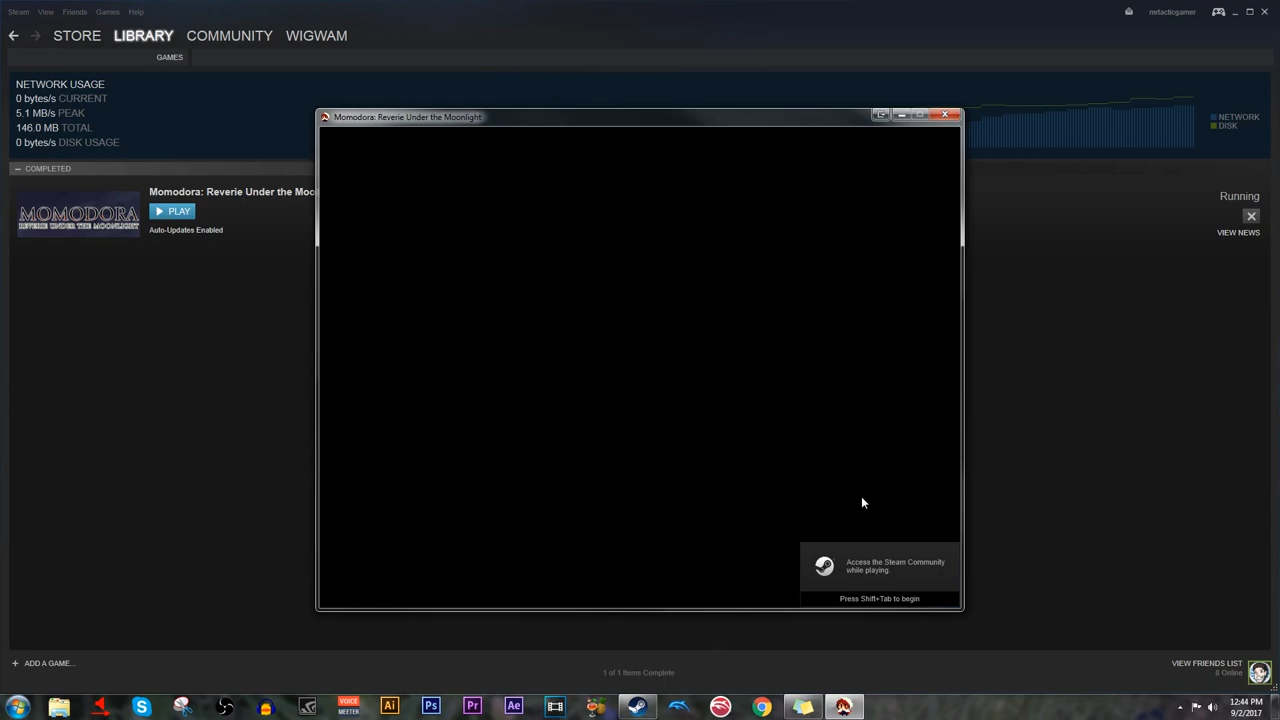 Steam View Friends Games Help
mrtacticgamer
STORE LIBRARY COMMUNITY WIGWAM
GAMES
NETWORK USAGE
0 bytes/s CURRENT
5.1 MB/s PEAK
146.0 MB TOTAL
0 bytes/s DISK USAGE
NETWORK
DISK
Momodora: Reverie Under the Moonlight
COMPLETED
MOMODORA
REVERIE UNDER THE MOONLIGHT
Momodora: Reverie Under the Moo
PLAY
Auto-Updates Enabled
Running
VIEW NEWS
Access the Steam Community
while playing.
Press Shift+Tab to begin
ADD A GAME...
1 of 1 Items Complete
VIEW FRIENDS LIST
8 Online
VOICE
MEETER
Ai
Ps
Pr
Ae
12:44 PM
9/2/2017